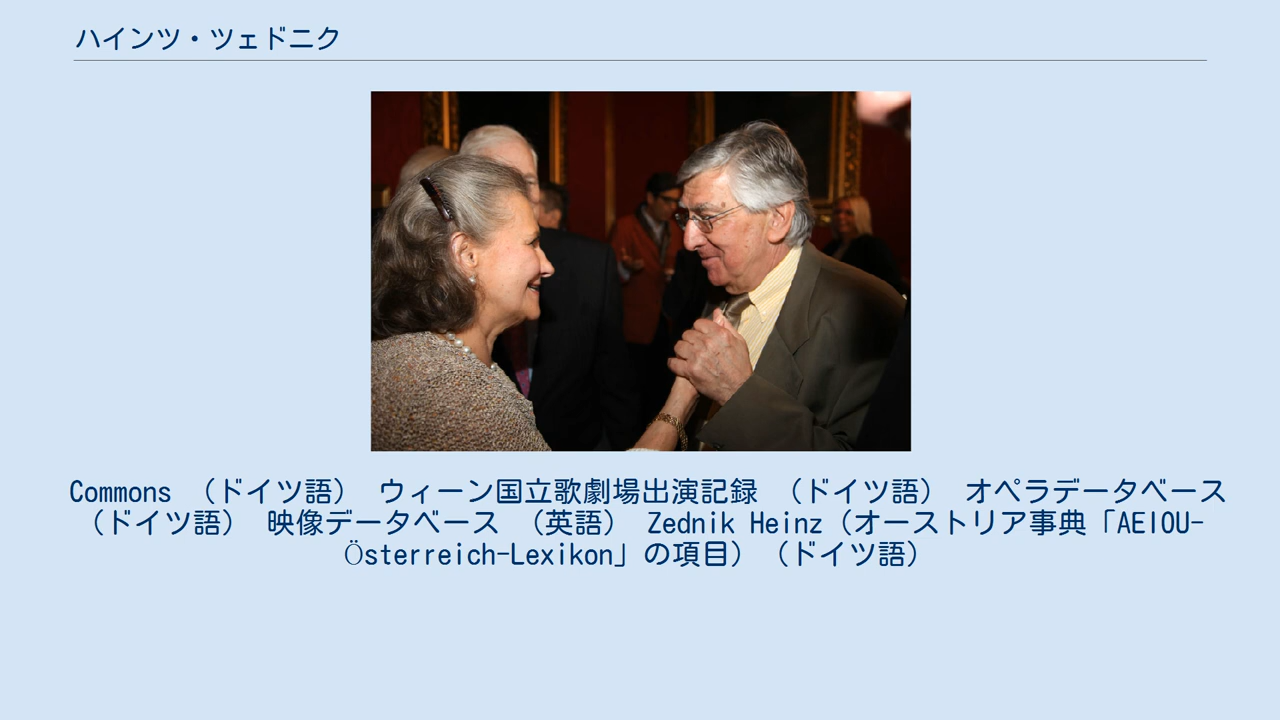 ハインツ・ツェドニク
Commons （ドイツ語） ウィーン国立歌劇場出演記録 （ドイツ語） オペラデータベース
（ドイツ語） 映像データベース （英語） Zednik Heinz（オーストリア事典「AEIOU-
Österreich-Lexikon」の項目）（ドイツ語）